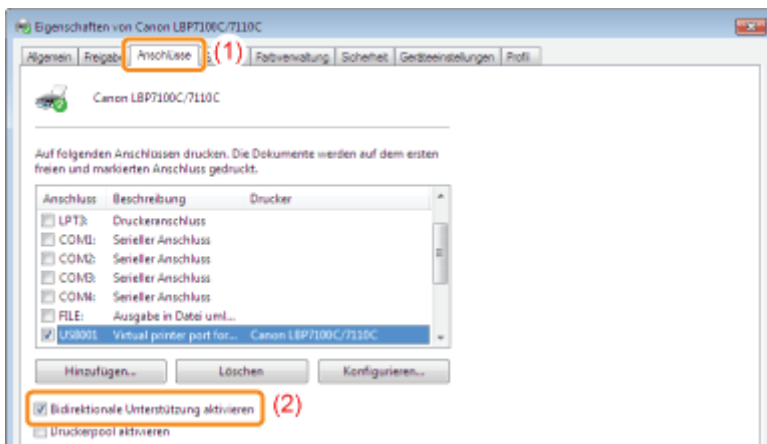 Eigenschaften von Canon LBP7100C/7110C
Allgemein Freigabe Anschlüsse (1) Farbverwaltung Sicherheit Geräteeinstellungen Profil
Canon LBP7100C/7110C
Auf folgenden Anschlüssen drucken. Die Dokumente werden auf dem ersten
freien und markierten Anschluss gedruckt.
Anschluss Beschreibung Drucker
LPT3: Druckeranschluss
COM1: Serieller Anschluss
COM2: Serieller Anschluss
COM3: Serieller Anschluss
COM4: Serieller Anschluss
FILE: Ausgabe in Datei uml...
USB001 Virtual printer port for... Canon LBP7100C/7110C
Hinzufügen... Löschen Konfigurieren...
Bidirektionale Unterstützung aktivieren (2)
Druckerpool aktivieren